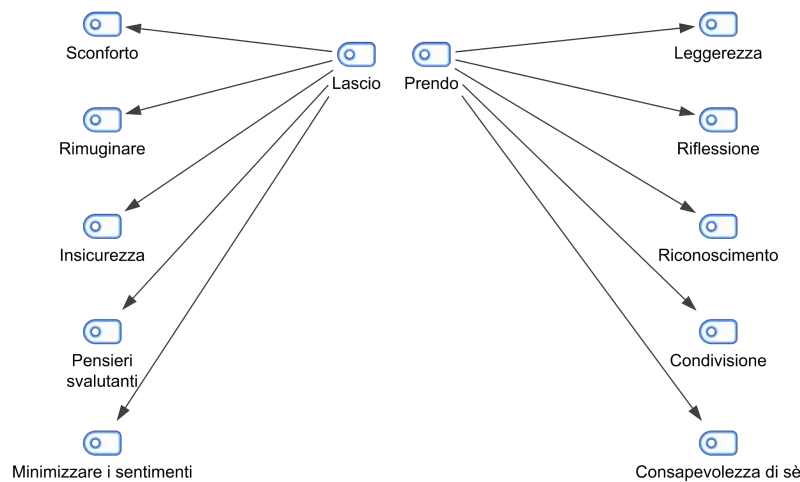 Sconforto
Lascio
Prendo
Leggerezza
Rimuginare
Riflessione
Insicurezza
Riconoscimento
Pensieri
svalutanti
Condivisione
Minimizzare i sentimenti
Consapevolezza di sè